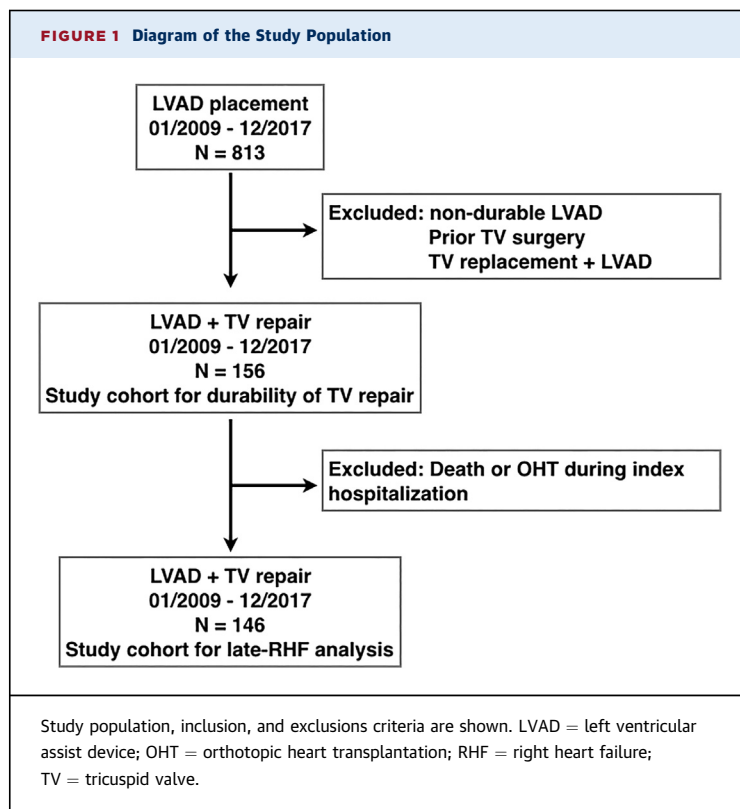 FIGURE 1 Diagram of the Study Population
LVAD placement
01/2009 - 12/2017
N = 813
Excluded: non-durable LVAD
Prior TV surgery
TV replacement + LVAD
LVAD + TV repair
01/2009 - 12/2017
N = 156
Study cohort for durability of TV repair
Excluded: Death or OHT during index
hospitalization
LVAD + TV repair
01/2009 - 12/2017
N = 146
Study cohort for late-RHF analysis
Study population, inclusion, and exclusions criteria are shown. LVAD = left ventricular
assist device; OHT = orthotopic heart transplantation; RHF = right heart failure;
TV = tricuspid valve.